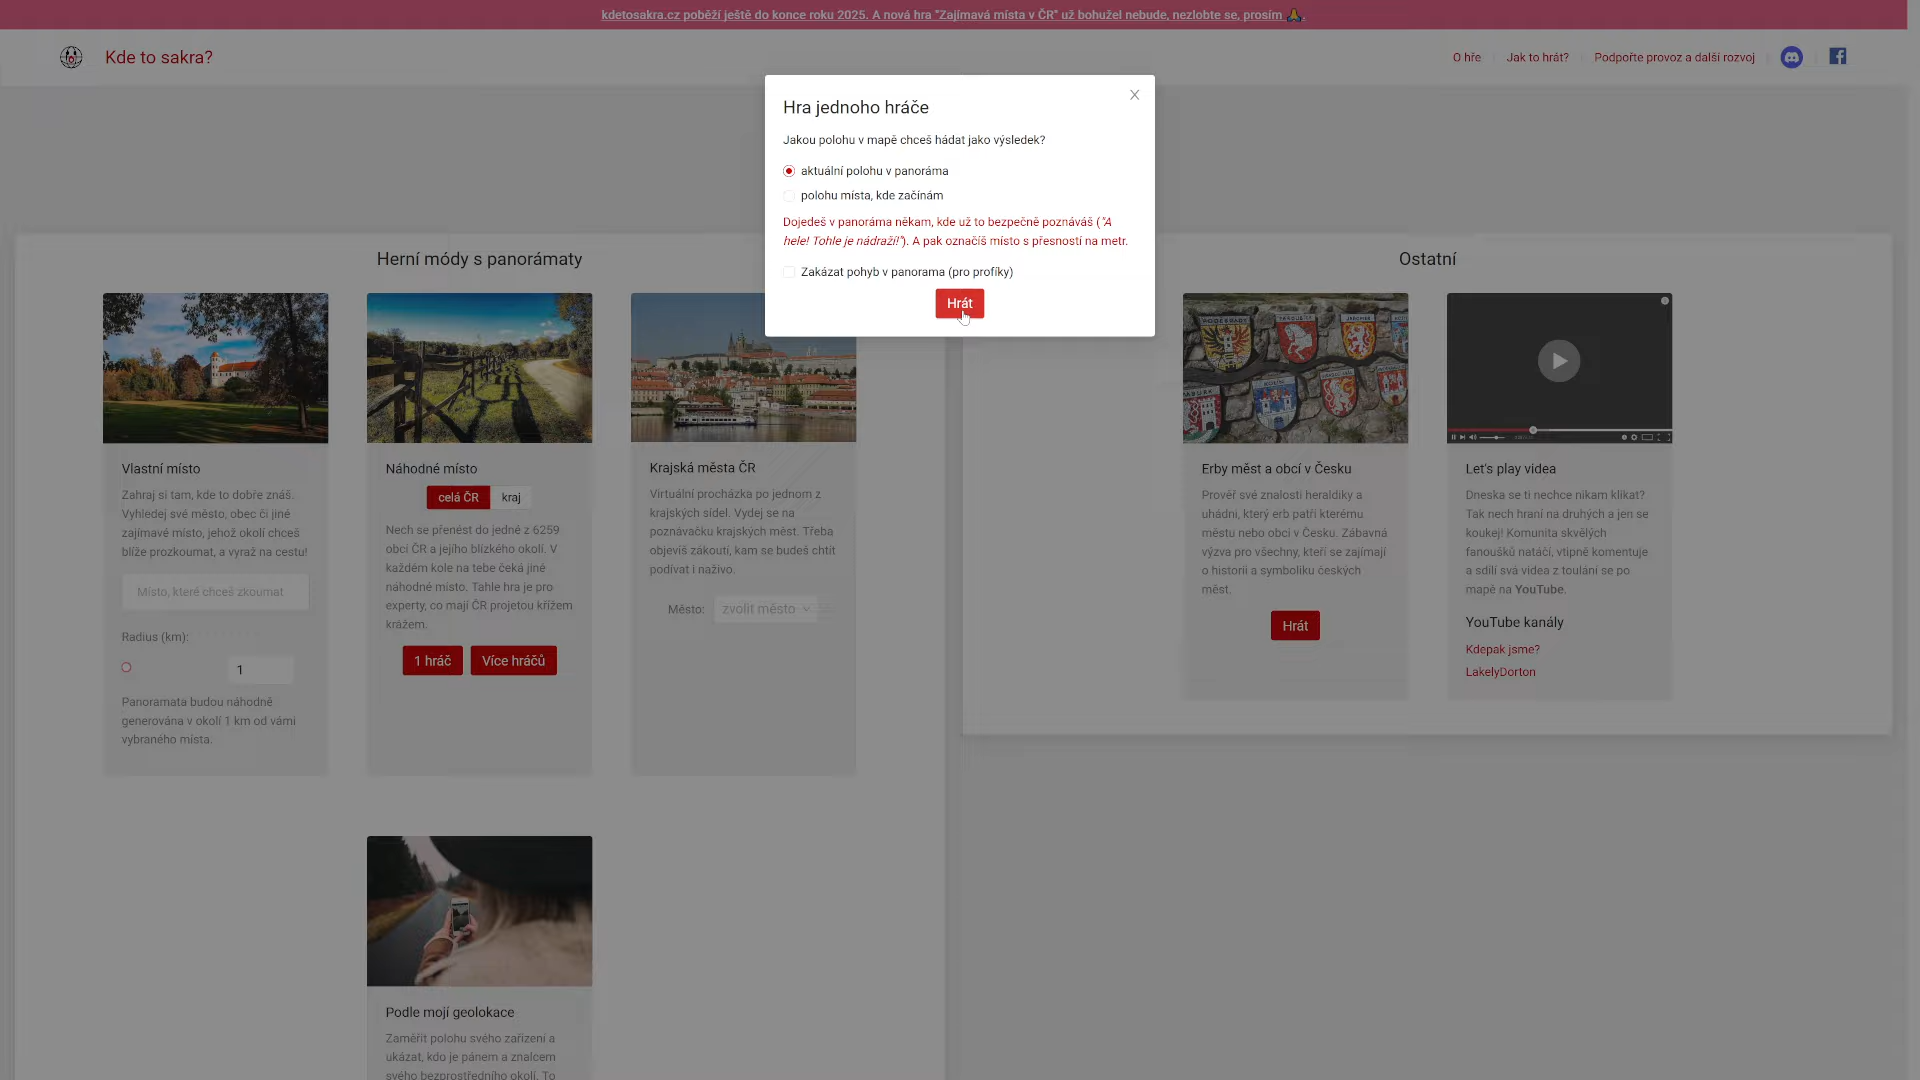 kdetosakra.cz poběží ještě do konce roku 2025. A nová hra "Zajímavá místa v ČR" už bohužel nebude, nezlobte se, prosím 🙏.
Kde to sakra?
O hře
Jak to hrát?
Podpořte provoz a další rozvoj
Hra jednoho hráče
Jakou polohu v mapě chceš hádat jako výsledek?
aktuální polohu v panoráma
polohu místa, kde začínám
Dojedeš v panoráma někam, kde už to bezpečně poznáváš ("A
hele! Tohle je nádraží!"). A pak označíš místo s přesností na metr.
Zakázat pohyb v panorama (pro profíky)
Hrát
Herní módy s panorámaty
Vlastní místo
Zahraj si tam, kde to dobře znáš.
Vyhledej své město, obec či jiné
zajímavé místo, jehož okolí chceš
blíže prozkoumat, a vyraž na cestu!
Místo, které chceš zkoumat
Radius (km):
1
Panoramata budou náhodně
generována v okolí 1 km od vámi
vybraného místa.
Náhodné místo
celá ČR
kraj
Nech se přenést do jedné z 6259
obcí ČR a jejího blízkého okolí. V
každém kole na tebe čeká jiné
náhodné místo. Tahle hra je pro
experty, co mají ČR projetou křížem
krážem.
1 hráč
Více hráčů
Krajská města ČR
Virtuální procházka po jednom z
krajských sídel. Vydej se na
poznávačku krajských měst. Třeba
objevíš zákoutí, kam se budeš chtít
podívat i naživo.
Město:
zvolit město
Podle mojí geolokace
Zaměřit polohu svého zařízení a
ukázat, kdo je pánem a znalcem
svého bezprostředního okolí. To
Ostatní
Erby měst a obcí v Česku
Prověř své znalosti heraldiky a
uhádni, který erb patří kterému
městu nebo obci v Česku. Zábavná
výzva pro všechny, kteří se zajímají
o historii a symboliku českých
měst.
Hrát
Let's play videa
Dneska se ti nechce nikam klikat?
Tak nech hraní na druhých a jen se
koukej! Komunita skvělých
fanoušků natáčí, vtipně komentuje
a sdílí svá videa z toulání se po
mapě na YouTube.
YouTube kanály
Kdepak jsme?
LakelyDorton